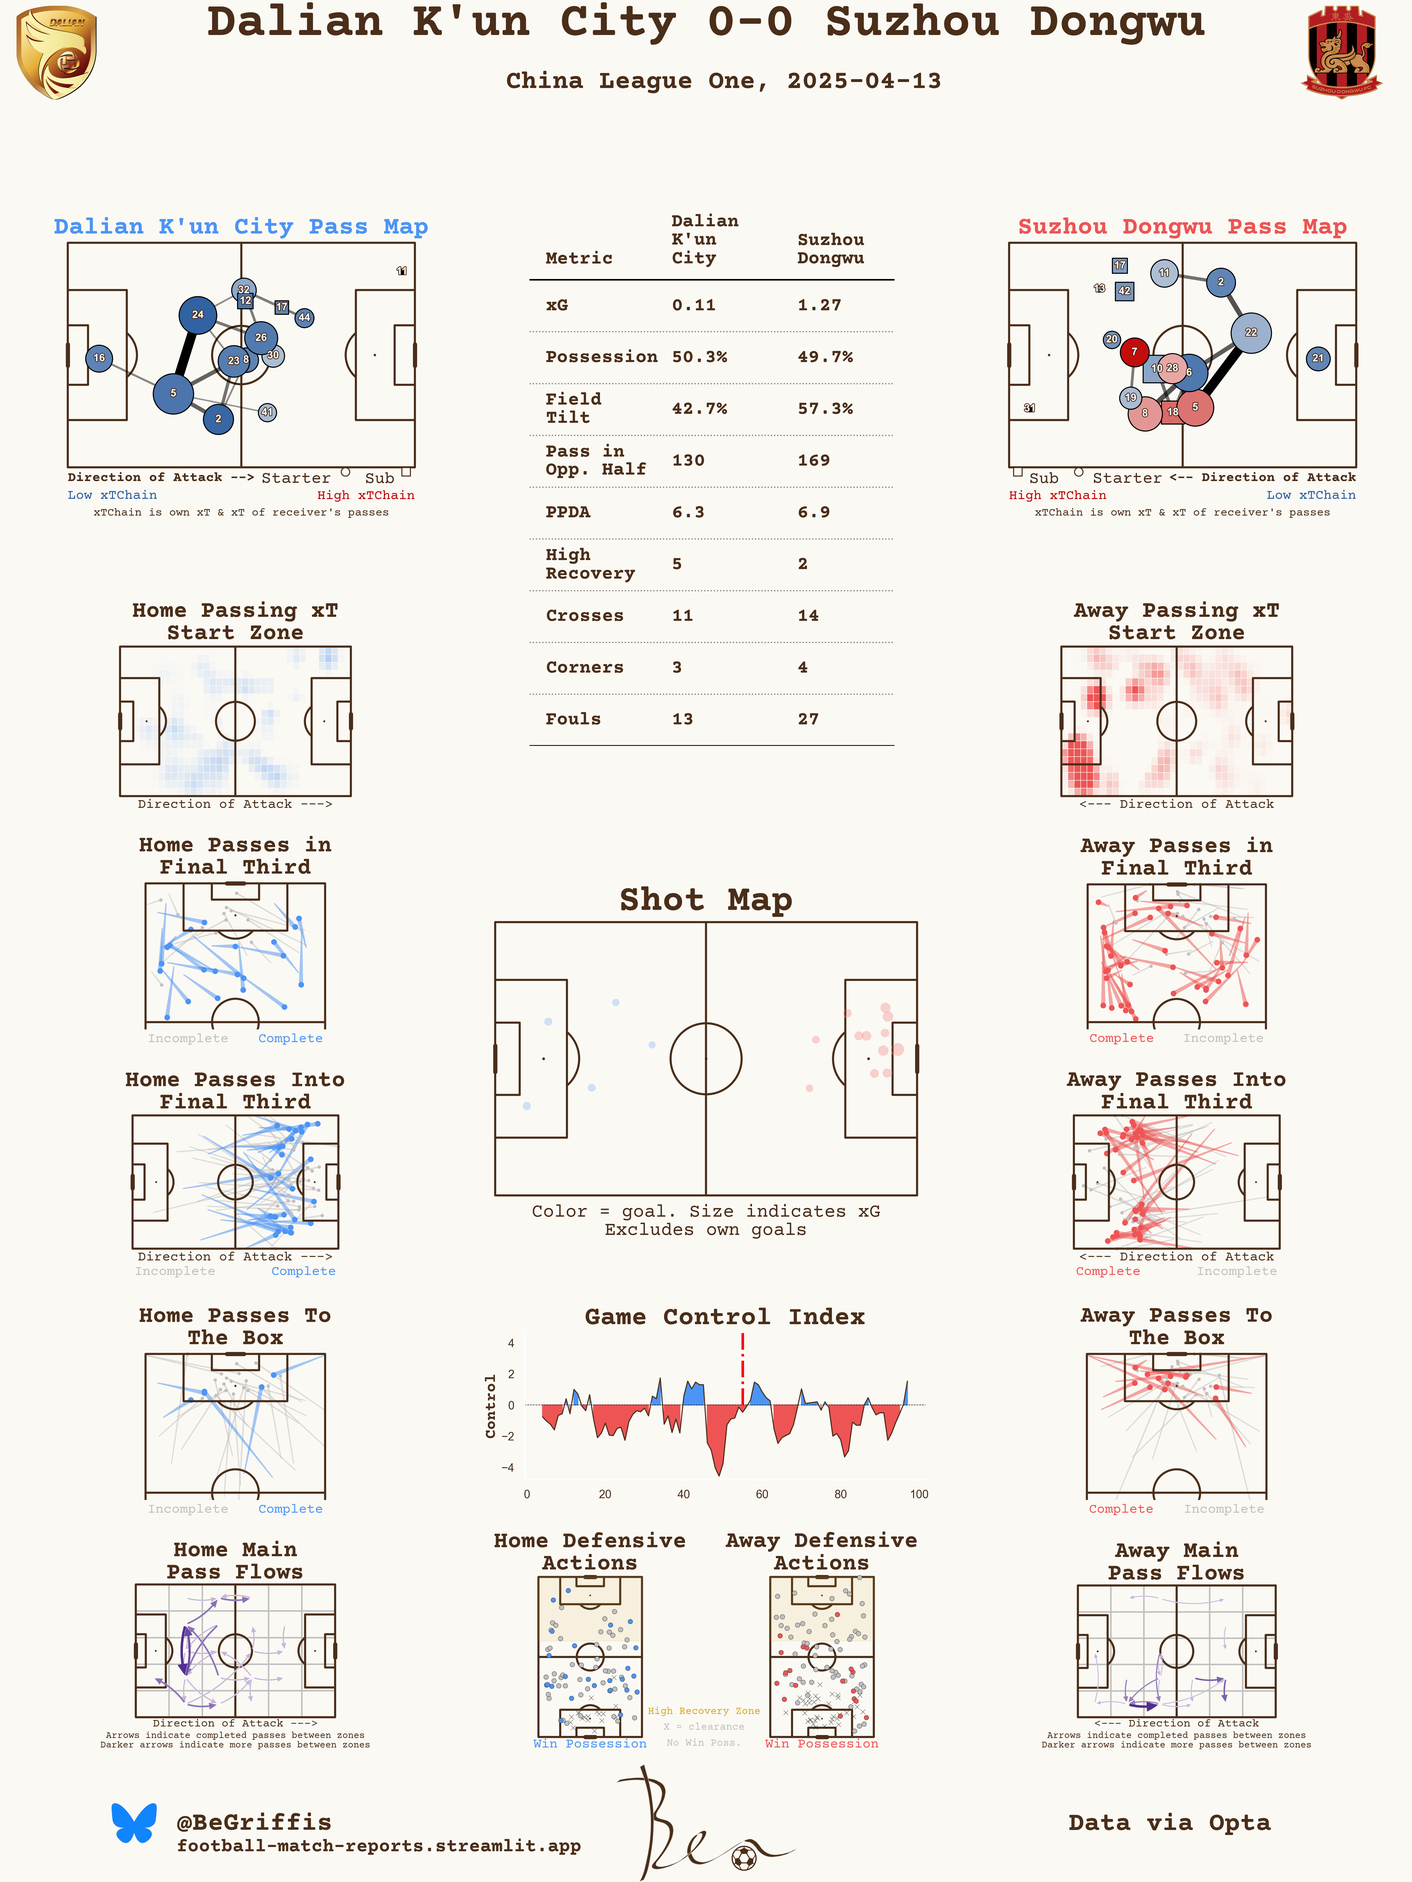 Dalian K'un City 0-0 Suzhou Dongwu
China League One, 2025-04-13
DALIAN
SUZHOU DONGWU FC
Dalian K'un City Pass Map
32
12
17
44
24
26
23
8
30
16
5
2
41
Direction of Attack --> Starter Sub
Low xTChain High xTChain
xTChain is own xT & xT of receiver's passes
Metric Dalian K'un City Suzhou Dongwu
xG 0.11 1.27
Possession 50.3% 49.7%
Field Tilt 42.7% 57.3%
Pass in Opp. Half 130 169
PPDA 6.3 6.9
High Recovery 5 2
Crosses 11 14
Corners 3 4
Fouls 13 27
Suzhou Dongwu Pass Map
17
11
2
13
42
22
20
7
21
10
28
6
19
8
18
5
Sub Starter <-- Direction of Attack
High xTChain Low xTChain
xTChain is own xT & xT of receiver's passes
Home Passing xT
Start Zone
Direction of Attack --->
Away Passing xT
Start Zone
<--- Direction of Attack
Home Passes in
Final Third
Incomplete Complete
Away Passes in
Final Third
Complete Incomplete
Shot Map
Color = goal. Size indicates xG
Excludes own goals
Home Passes Into
Final Third
Direction of Attack --->
Incomplete Complete
Away Passes Into
Final Third
<--- Direction of Attack
Complete Incomplete
Home Passes To
The Box
Incomplete Complete
Game Control Index
Control
4
2
0
−2
−4
0 20 40 60 80 100
Away Passes To
The Box
Complete Incomplete
Home Main
Pass Flows
Direction of Attack --->
Arrows indicate completed passes between zones
Darker arrows indicate more passes between zones
Home Defensive
Actions
Win Possession
High Recovery Zone
X = clearance
No Win Poss.
Away Defensive
Actions
Win Possession
Away Main
Pass Flows
<--- Direction of Attack
Arrows indicate completed passes between zones
Darker arrows indicate more passes between zones
@BeGriffis
football-match-reports.streamlit.app
Ben
Data via Opta